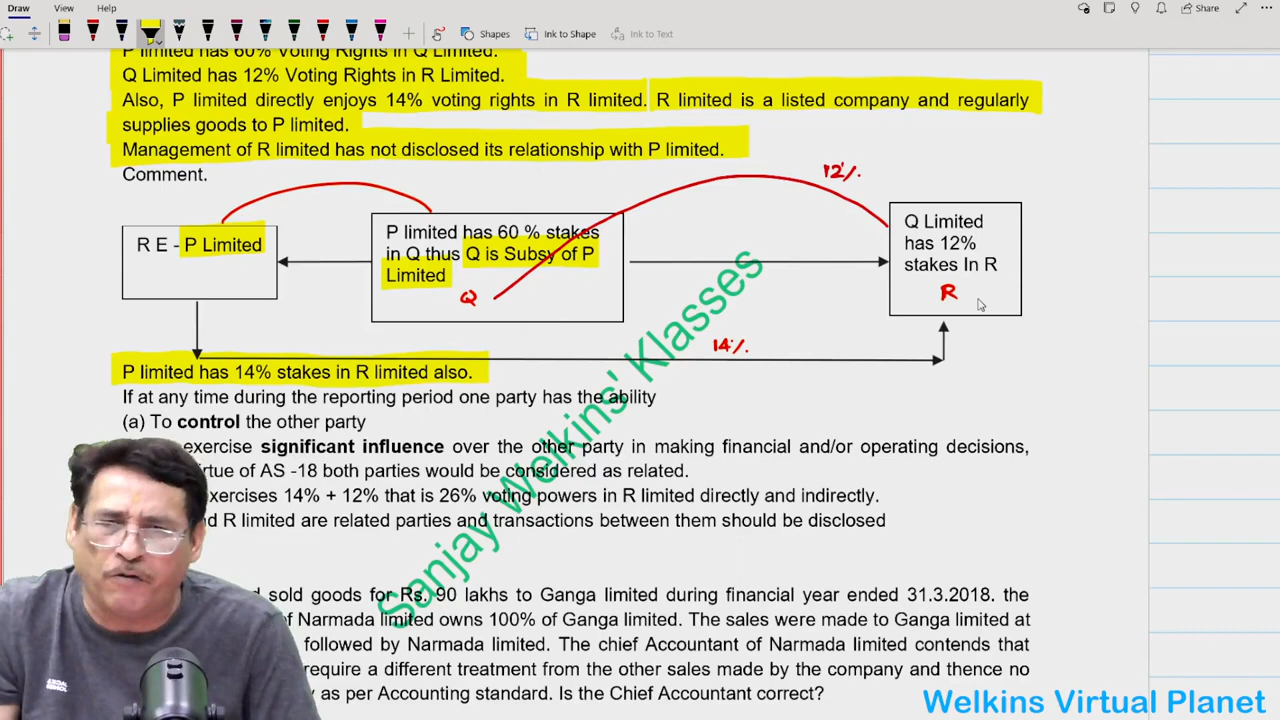 Draw View Help
Share
Shapes Ink to Shape Ink to Text
P limited has 60% Voting Rights in Q Limited.
Q Limited has 12% Voting Rights in R Limited.
Also, P limited directly enjoys 14% voting rights in R limited. R limited is a listed company and regularly
supplies goods to P limited.
Management of R limited has not disclosed its relationship with P limited.
Comment.
12%.
R E - P Limited
P limited has 60 % stakes
in Q thus Q is Subsy of P
Limited
Q
Q Limited
has 12%
stakes In R
R
14%.
P limited has 14% stakes in R limited also.
If at any time during the reporting period one party has the ability
(a) To control the other party
exercise significant influence over the other party in making financial and/or operating decisions,
irtue of AS -18 both parties would be considered as related.
exercises 14% + 12% that is 26% voting powers in R limited directly and indirectly.
nd R limited are related parties and transactions between them should be disclosed
sold goods for Rs. 90 lakhs to Ganga limited during financial year ended 31.3.2018. the
of Narmada limited owns 100% of Ganga limited. The sales were made to Ganga limited at
followed by Narmada limited. The chief Accountant of Narmada limited contends that
require a different treatment from the other sales made by the company and thence no
y as per Accounting standard. Is the Chief Accountant correct?
Sanjay Welkins' Klasses
Welkins Virtual Planet